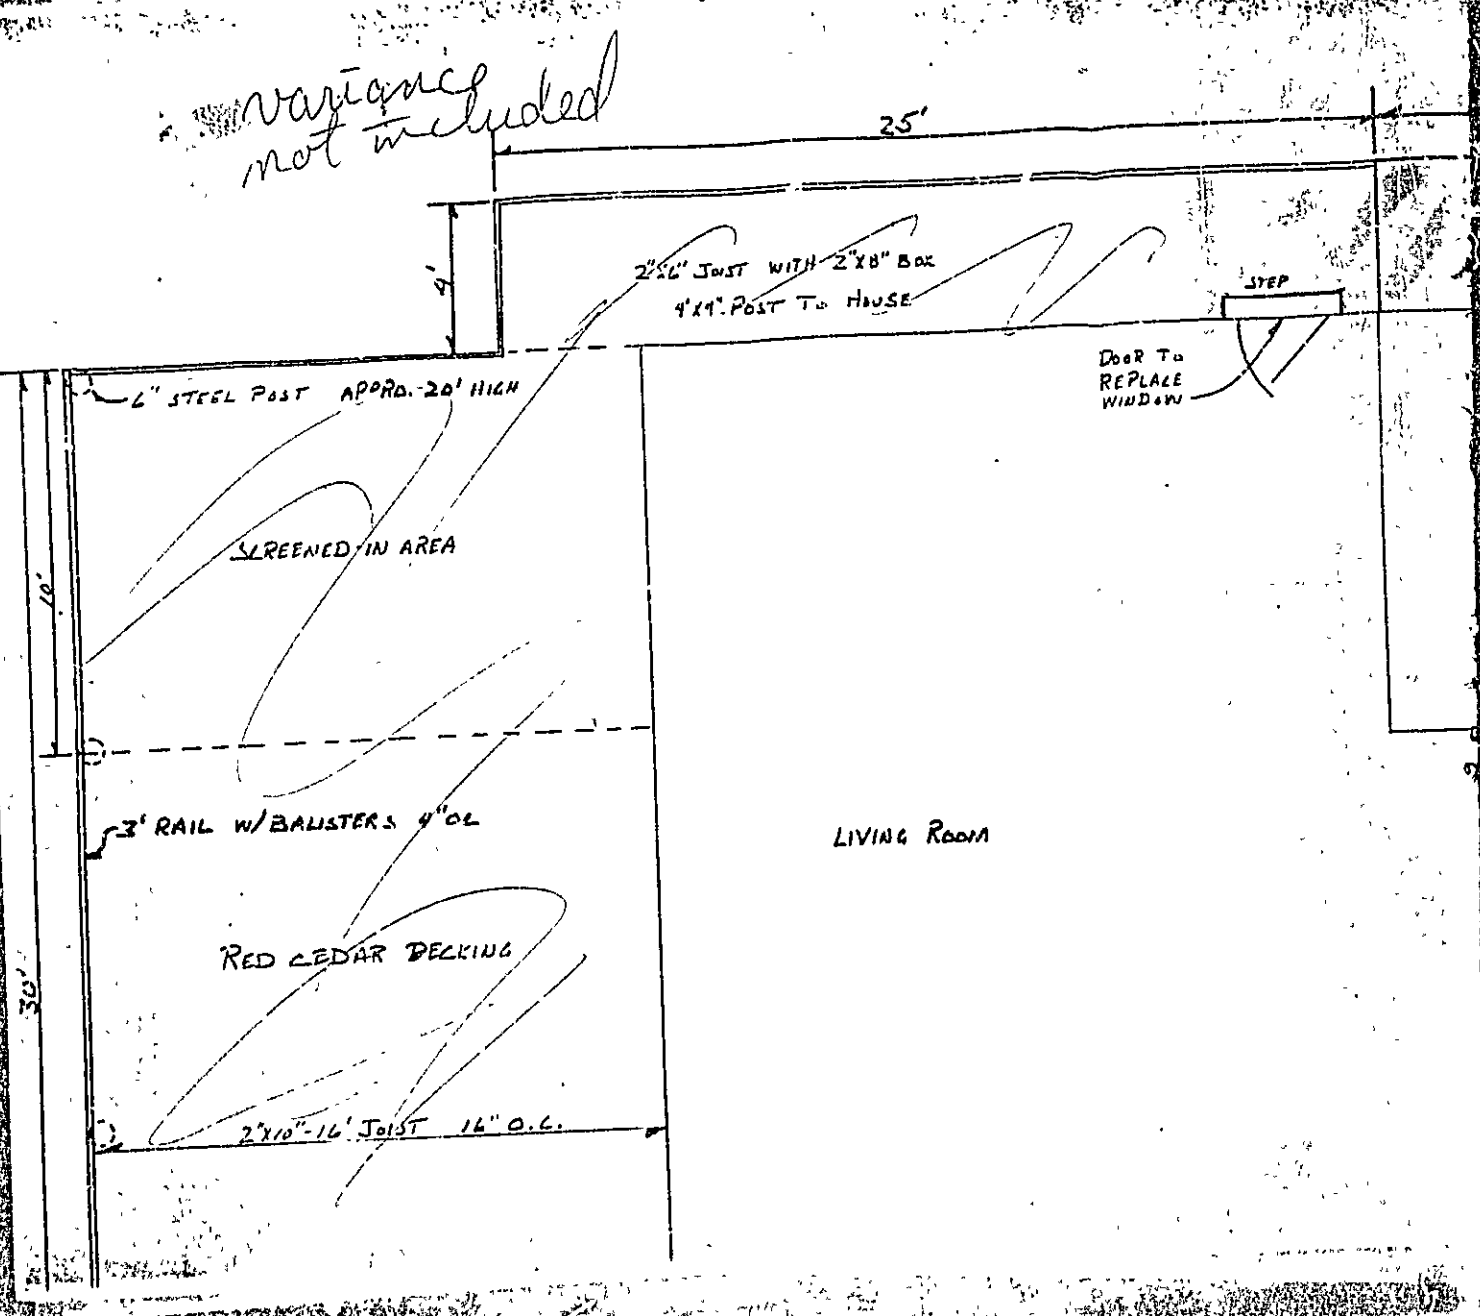 variance
not included
25'
2"x6" JOIST WITH 2"X8" BOX
4"X4" POST TO HOUSE
STEP
4'
DOOR TO
REPLACE
WINDOW
6" STEEL POST APPRO. 20' HIGH
SCREENED-IN AREA
10'
3' RAIL W/BALISTERS 4"OC
LIVING ROOM
RED CEDAR DECKING
30'
2"X10"-16' JOIST 16" O.C.